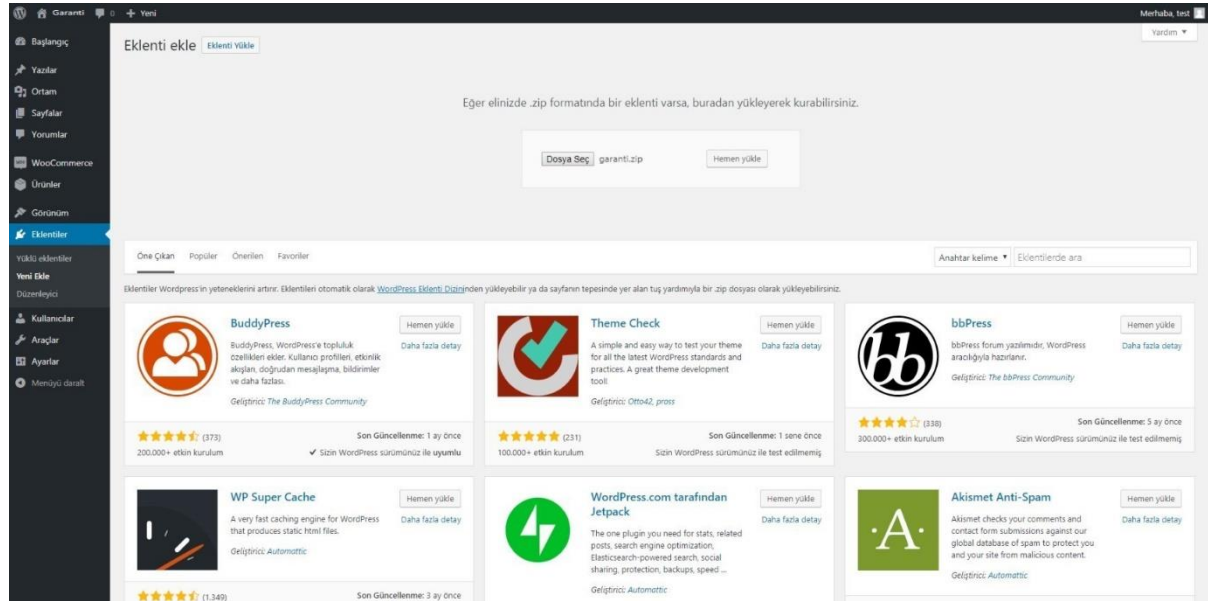 Garanti 0 + Yeni
Merhaba, test
Yardım ▼
Başlangıç
Yazılar
Ortam
Sayfalar
Yorumlar
WooCommerce
Ürünler
Görünüm
Eklentiler
Yüklü eklentiler
Yeni Ekle
Düzenleyici
Kullanıcılar
Araçlar
Ayarlar
Menüyü daralt
Eklenti ekle Eklenti Yükle
Eğer elinizde .zip formatında bir eklenti varsa, buradan yükleyerek kurabilirsiniz.
Dosya Seç garanti.zip Hemen yükle
Öne Çıkan Popüler Önerilen Favoriler
Anahtar kelime ▼ Eklentilerde ara
Eklentiler Wordpress'in yeteneklerini artırır. Eklentileri otomatik olarak WordPress Eklenti Dizininden yükleyebilir ya da sayfanın tepesinde yer alan tuş yardımıyla bir .zip dosyası olarak yükleyebilirsiniz.
BuddyPress
Hemen yükle
Daha fazla detay
BuddyPress, WordPress'e topluluk
özellikleri ekler. Kullanıcı profilleri, etkinlik
akışları, doğrudan mesajlaşma, bildirimler
ve daha fazlası.
Geliştirici: The BuddyPress Community
(373)
Son Güncellenme: 1 ay önce
200.000+ etkin kurulum
✔ Sizin WordPress sürümünüz ile uyumlu
Theme Check
Hemen yükle
Daha fazla detay
A simple and easy way to test your theme
for all the latest WordPress standards and
practices. A great theme development
tool!
Geliştirici: Otto42, pross
(231)
Son Güncellenme: 1 sene önce
100.000+ etkin kurulum
Sizin WordPress sürümünüz ile test edilmemiş
bb
bbPress
Hemen yükle
Daha fazla detay
bbPress forum yazılımıdır, WordPress
aracılığıyla hazırlanır.
Geliştirici: The bbPress Community
(338)
Son Güncellenme: 5 ay önce
300.000+ etkin kurulum
Sizin WordPress sürümünüz ile test edilmemiş
WP Super Cache
Hemen yükle
Daha fazla detay
A very fast caching engine for WordPress
that produces static html files.
Geliştirici: Automattic
(1.349)
Son Güncellenme: 3 ay önce
WordPress.com tarafından
Jetpack
Hemen yükle
Daha fazla detay
The one plugin you need for stats, related
posts, search engine optimization,
Elasticsearch-powered search, social
sharing, protection, backups, speed ...
Geliştirici: Automattic
·A·
Akismet Anti-Spam
Hemen yükle
Daha fazla detay
Akismet checks your comments and
contact form submissions against our
global database of spam to protect you
and your site from malicious content.
Geliştirici: Automattic